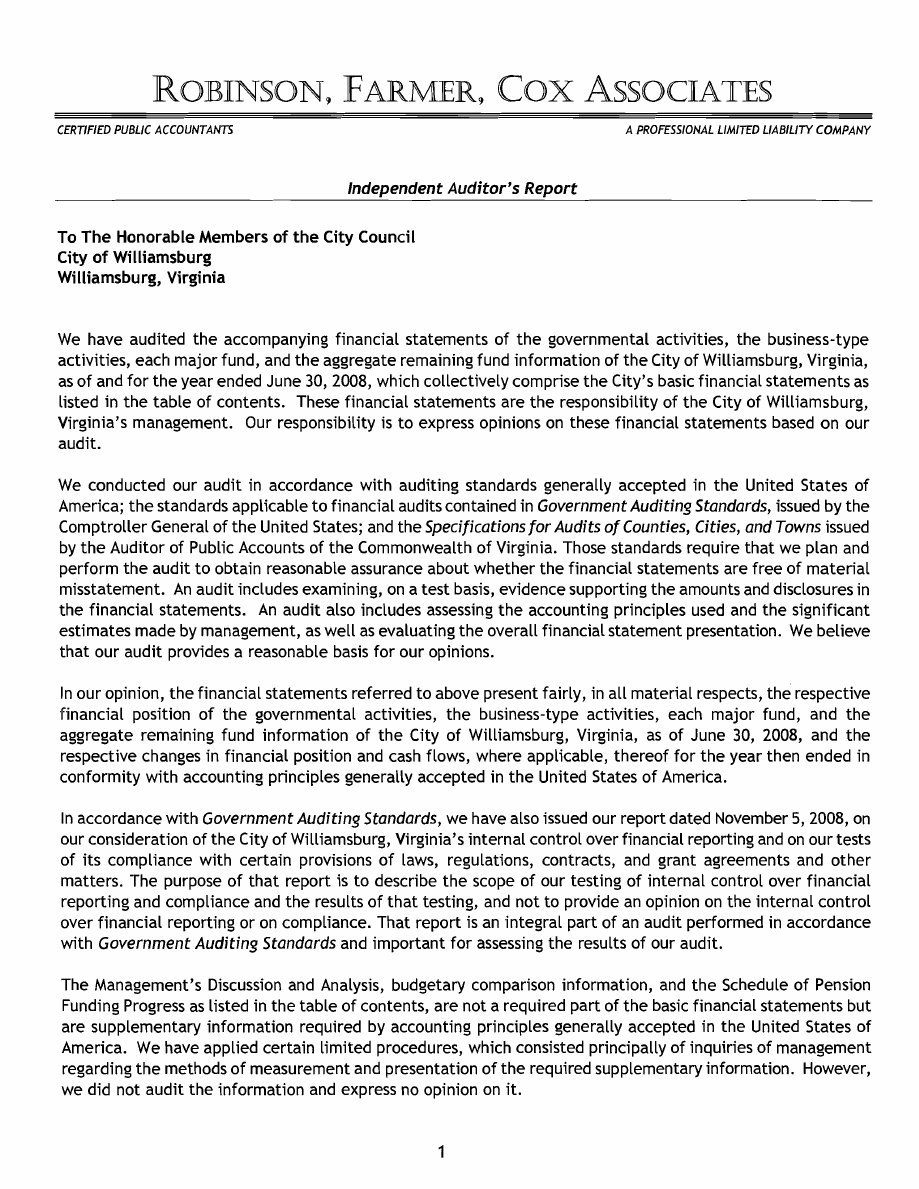 ROBINSON, FARMER, COX ASSOCIATES
CERTIFIED PUBLIC ACCOUNTANTS A PROFESSIONAL LIMITED LIABILITY COMPANY
Independent Auditor's Report
To The Honorable Members of the City Council
City of Williamsburg
Williamsburg, Virginia
We have audited the accompanying financial statements of the governmental activities, the business-type
activities, each major fund, and the aggregate remaining fund information of the City of Williamsburg, Virginia,
as of and for the year ended June 30, 2008, which collectively comprise the City's basic financial statements as
listed in the table of contents. These financial statements are the responsibility of the City of Williamsburg,
Virginia's management. Our responsibility is to express opinions on these financial statements based on our
audit.
We conducted our audit in accordance with auditing standards generally accepted in the United States of
America; the standards applicable to financial audits contained in Government Auditing Standards, issued by the
Comptroller General of the United States; and the Specifications for Audits of Counties, Cities, and Towns issued
by the Auditor of Public Accounts of the Commonwealth of Virginia. Those standards require that we plan and
perform the audit to obtain reasonable assurance about whether the financial statements are free of material
misstatement. An audit includes examining, on a test basis, evidence supporting the amounts and disclosures in
the financial statements. An audit also includes assessing the accounting principles used and the significant
estimates made by management, as well as evaluating the overall financial statement presentation. We believe
that our audit provides a reasonable basis for our opinions.
In our opinion, the financial statements referred to above present fairly, in all material respects, the respective
financial position of the governmental activities, the business-type activities, each major fund, and the
aggregate remaining fund information of the City of Williamsburg, Virginia, as of June 30, 2008, and the
respective changes in financial position and cash flows, where applicable, thereof for the year then ended in
conformity with accounting principles generally accepted in the United States of America.
In accordance with Government Auditing Standards, we have also issued our report dated November 5, 2008, on
our consideration of the City of Williamsburg, Virginia's internal control over financial reporting and on our tests
of its compliance with certain provisions of laws, regulations, contracts, and grant agreements and other
matters. The purpose of that report is to describe the scope of our testing of internal control over financial
reporting and compliance and the results of that testing, and not to provide an opinion on the internal control
over financial reporting or on compliance. That report is an integral part of an audit performed in accordance
with Government Auditing Standards and important for assessing the results of our audit.
The Management's Discussion and Analysis, budgetary comparison information, and the Schedule of Pension
Funding Progress as listed in the table of contents, are not a required part of the basic financial statements but
are supplementary information required by accounting principles generally accepted in the United States of
America. We have applied certain limited procedures, which consisted principally of inquiries of management
regarding the methods of measurement and presentation of the required supplementary information. However,
we did not audit the information and express no opinion on it.
1